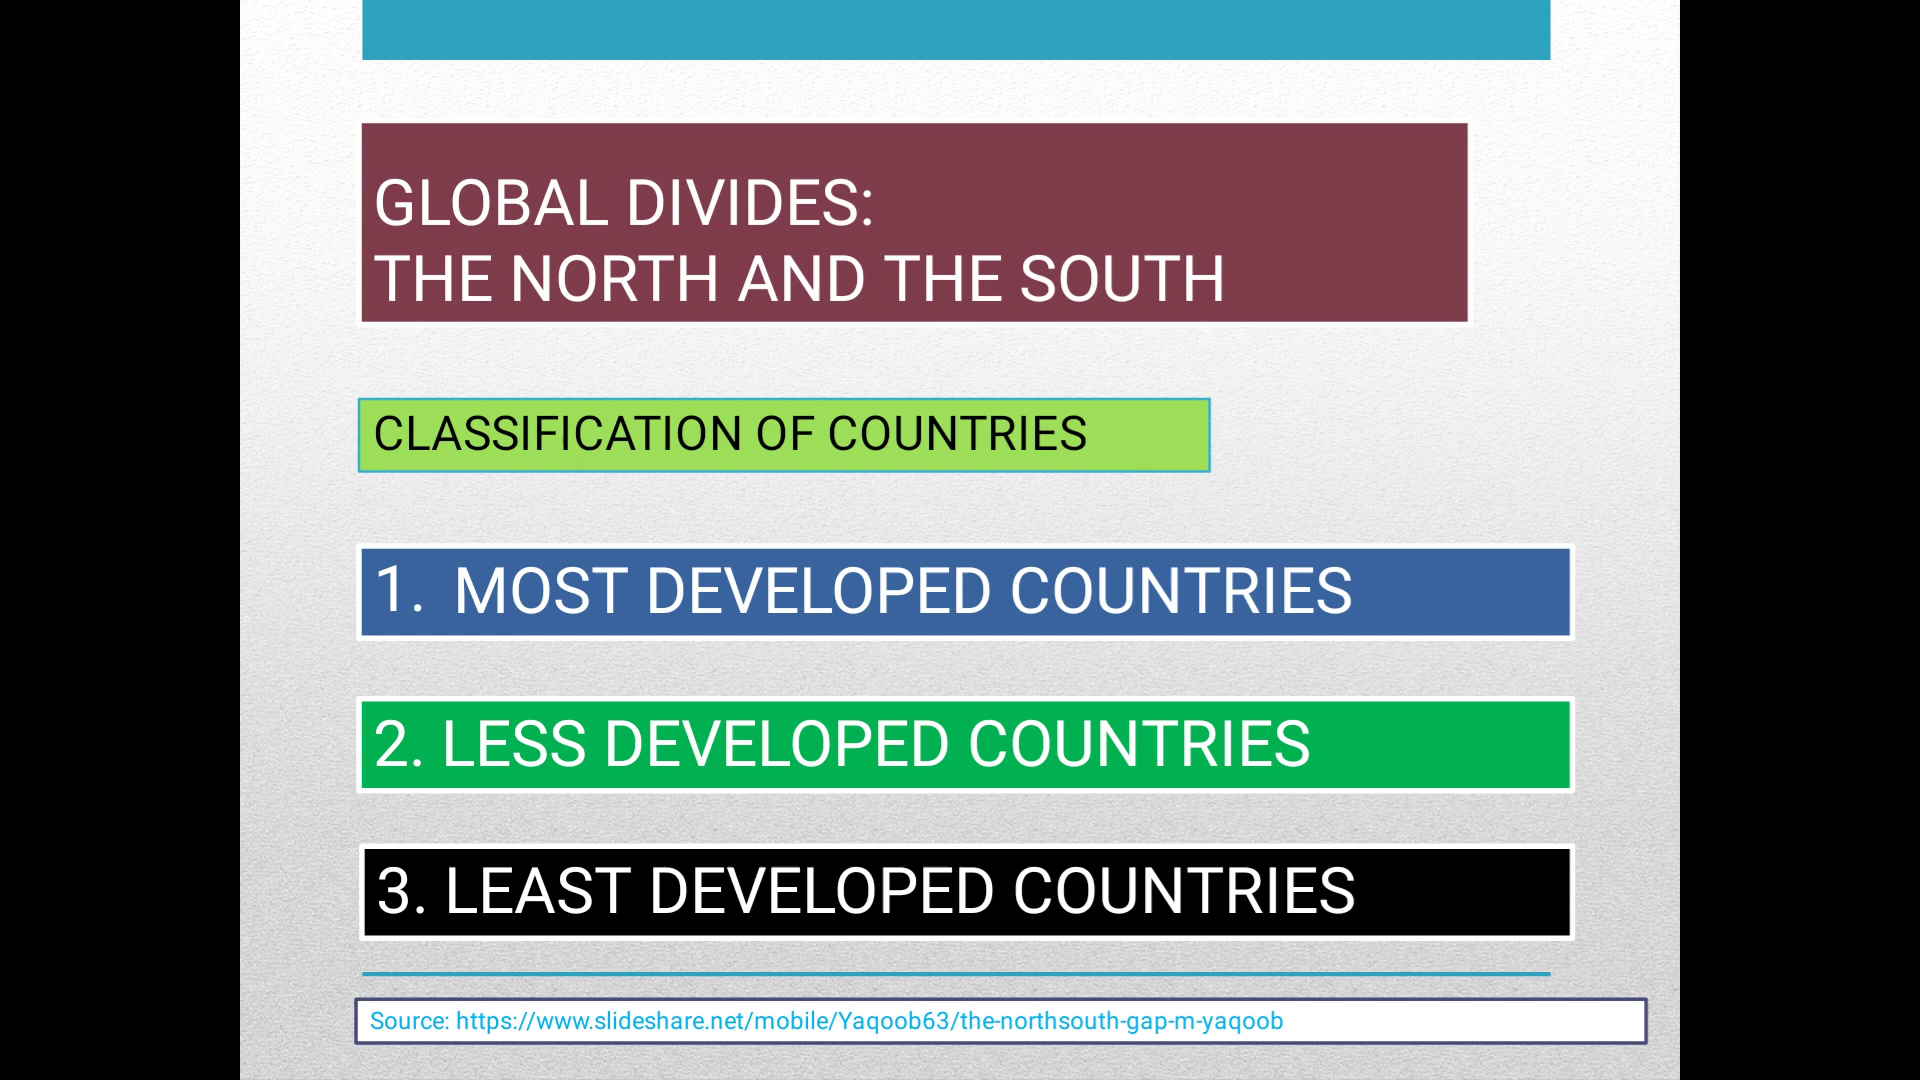 GLOBAL DIVIDES:
THE NORTH AND THE SOUTH
CLASSIFICATION OF COUNTRIES
1. MOST DEVELOPED COUNTRIES
2. LESS DEVELOPED COUNTRIES
3. LEAST DEVELOPED COUNTRIES
Source: https://www.slideshare.net/mobile/Yaqoob63/the-northsouth-gap-m-yaqoob